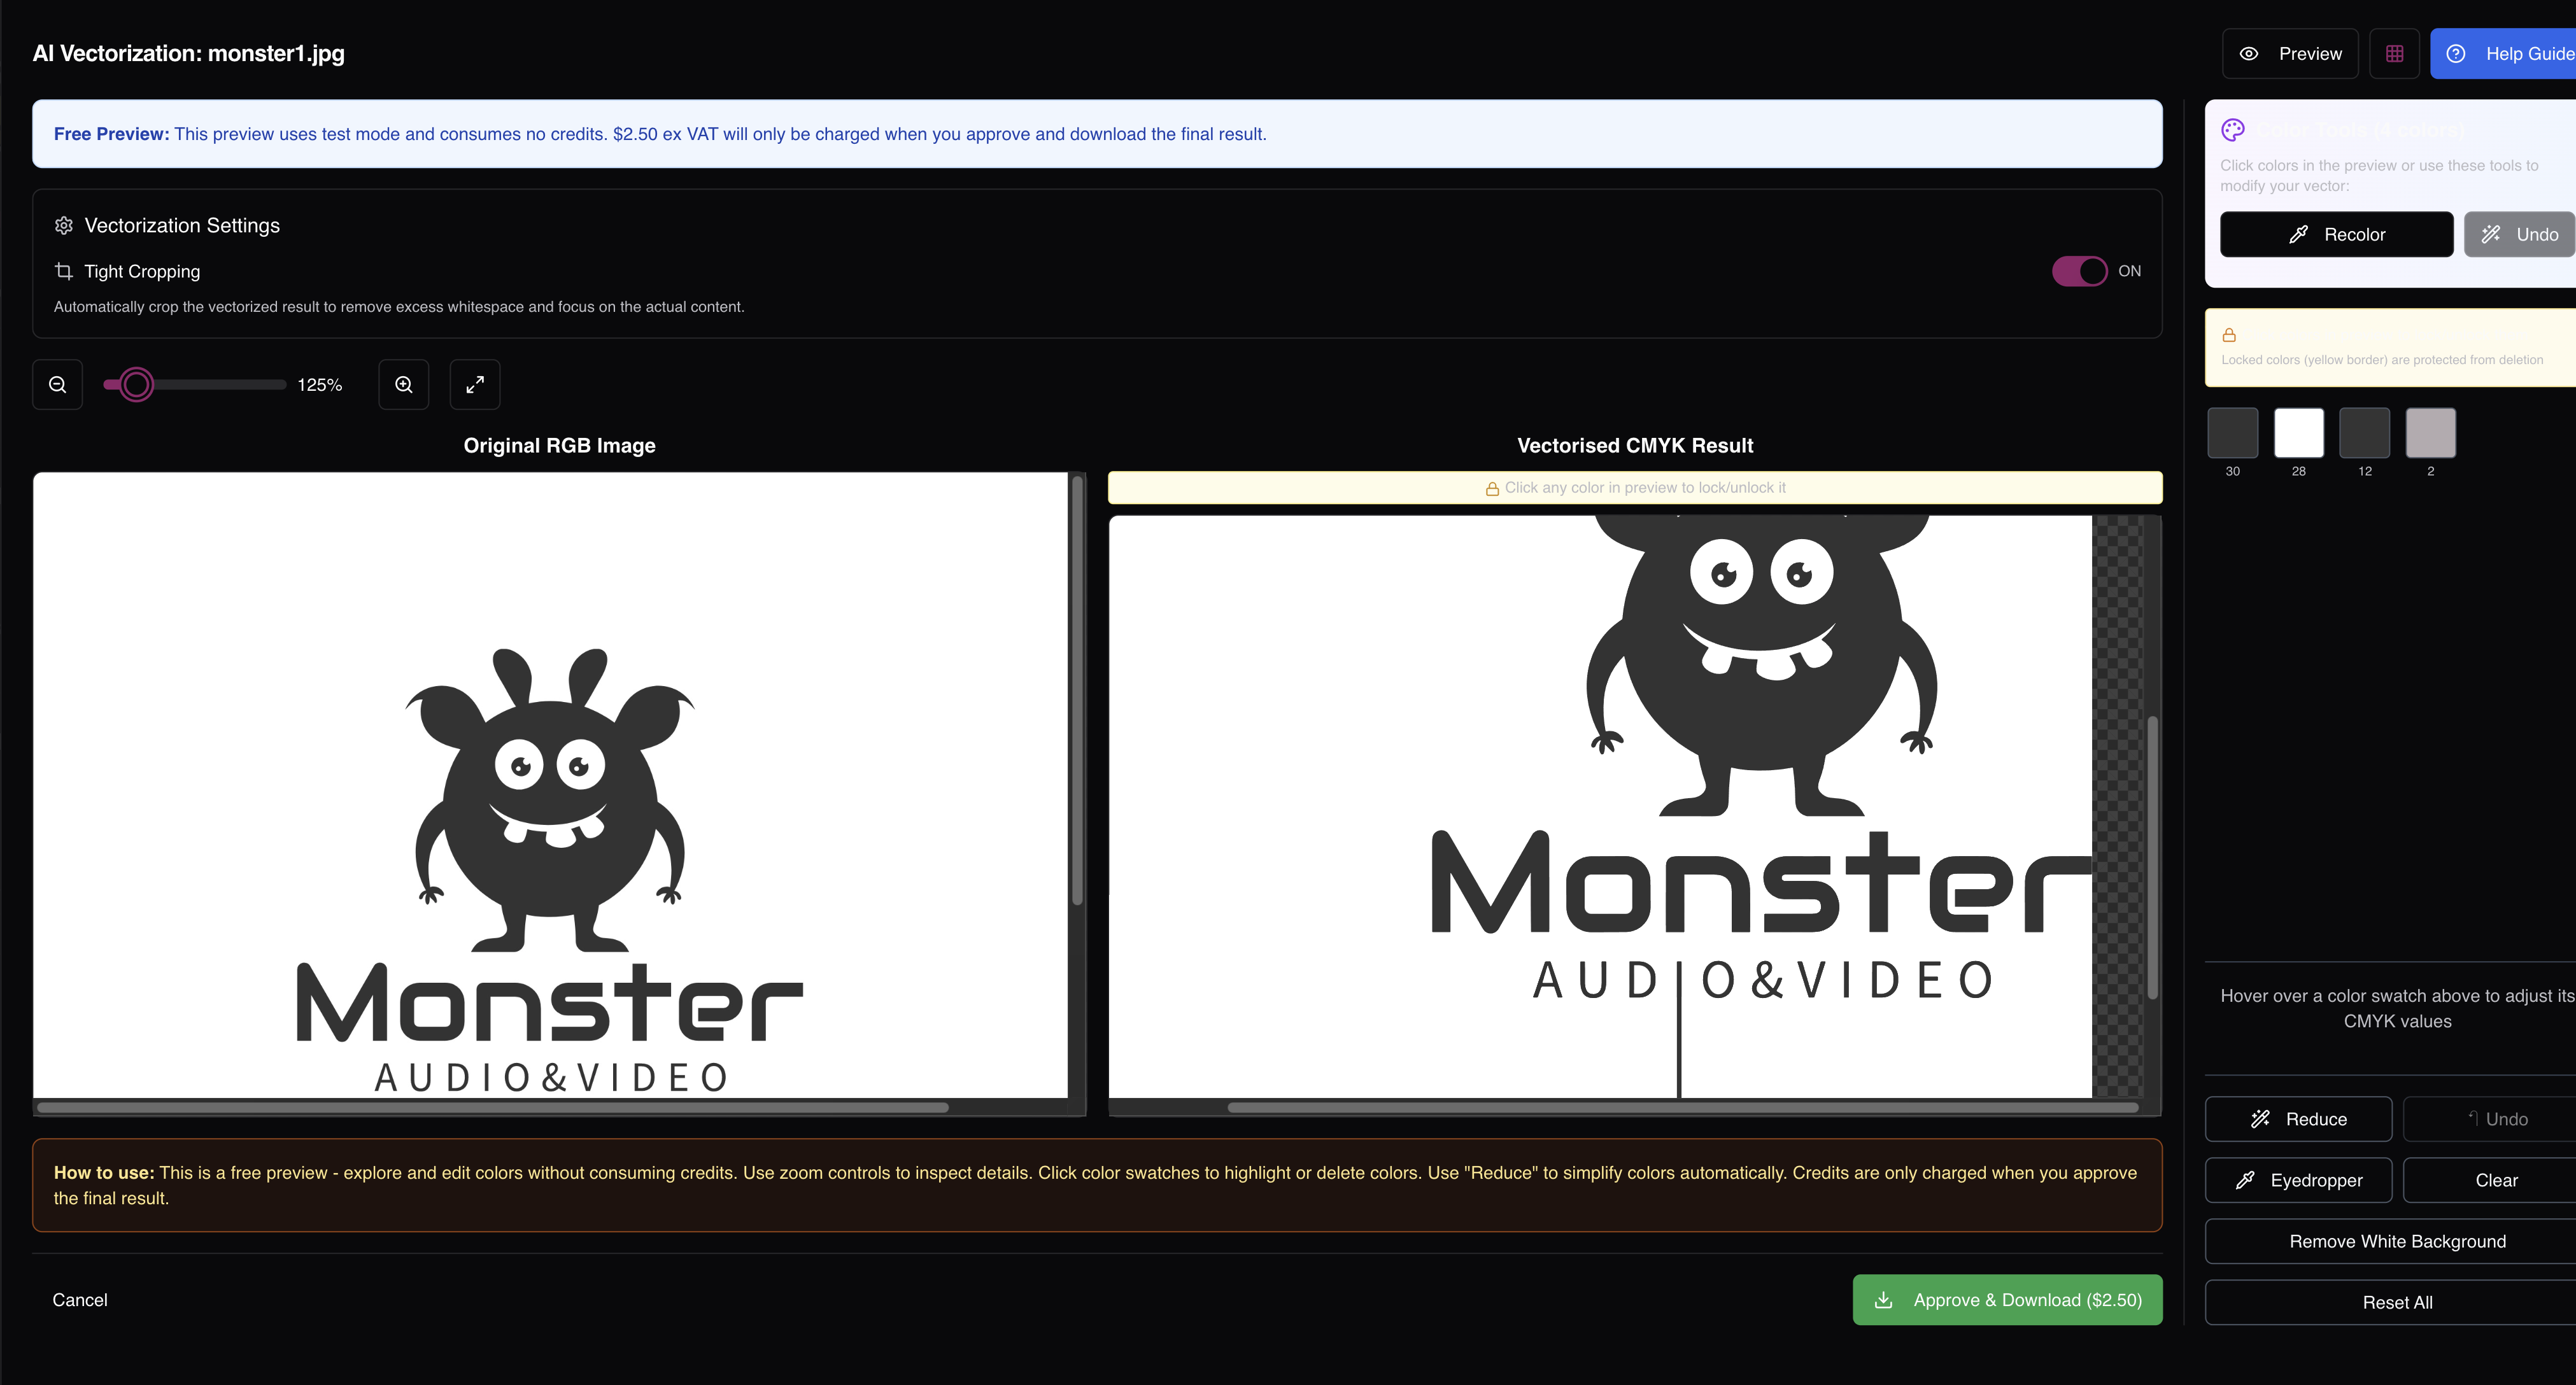 AI Vectorization: monster1.jpg
Preview
Help Guide
Free Preview: This preview uses test mode and consumes no credits. $2.50 ex VAT will only be charged when you approve and download the final result.
Vectorization Settings
Tight Cropping
ON
Automatically crop the vectorized result to remove excess whitespace and focus on the actual content.
125%
Original RGB Image
Vectorised CMYK Result
Click any color in preview to lock/unlock it
Monster
AUDIO&VIDEO
Monster
AUDIO&VIDEO
How to use: This is a free preview - explore and edit colors without consuming credits. Use zoom controls to inspect details. Click color swatches to highlight or delete colors. Use "Reduce" to simplify colors automatically. Credits are only charged when you approve
the final result.
Cancel
Approve & Download ($2.50)
Color Tools (4 colors)
Click colors in the preview or use these tools to
modify your vector:
Recolor
Undo
Locked colors (yellow border) are protected from deletion
30
28
12
2
Hover over a color swatch above to adjust its
CMYK values
Reduce
Undo
Eyedropper
Clear
Remove White Background
Reset All